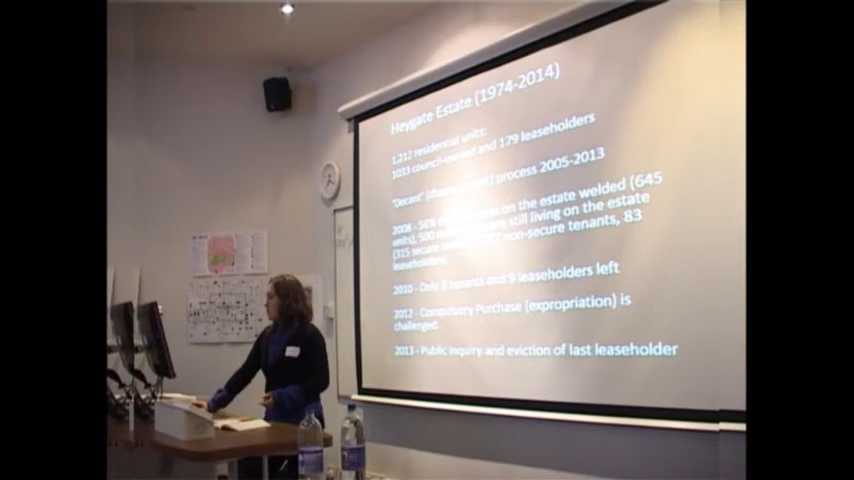 Heygate Estate (1974-2014)
1,212 residential units:
1033 council-owned and 179 leaseholders
"Decant" process 2005-2013
2008 - 56% on the estate welded (645
units), 500 still living on the estate
(315 secure non-secure tenants, 83
leaseholders.
2010 - Only 3 tenants and 9 leaseholders left
2012 - Compulsory Purchase (expropriation) is
challenged.
2013 - Public Inquiry and eviction of last leaseholder